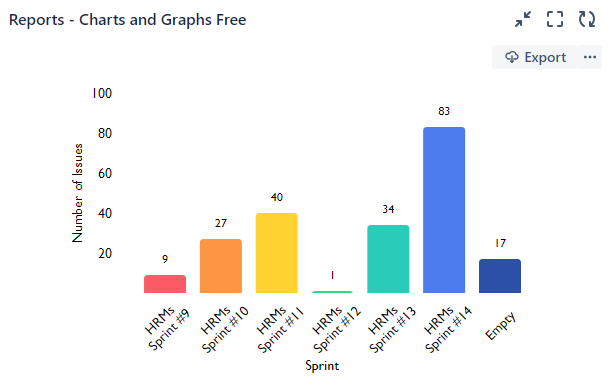 Reports - Charts and Graphs Free
Export
Number of Issues
100
80
60
40
20
9
27
40
1
34
83
17
HRMs
Sprint #9
HRMs
Sprint #10
HRMs
Sprint #11
HRMs
Sprint #12
HRMs
Sprint #13
HRMs
Sprint #14
Empty
Sprint